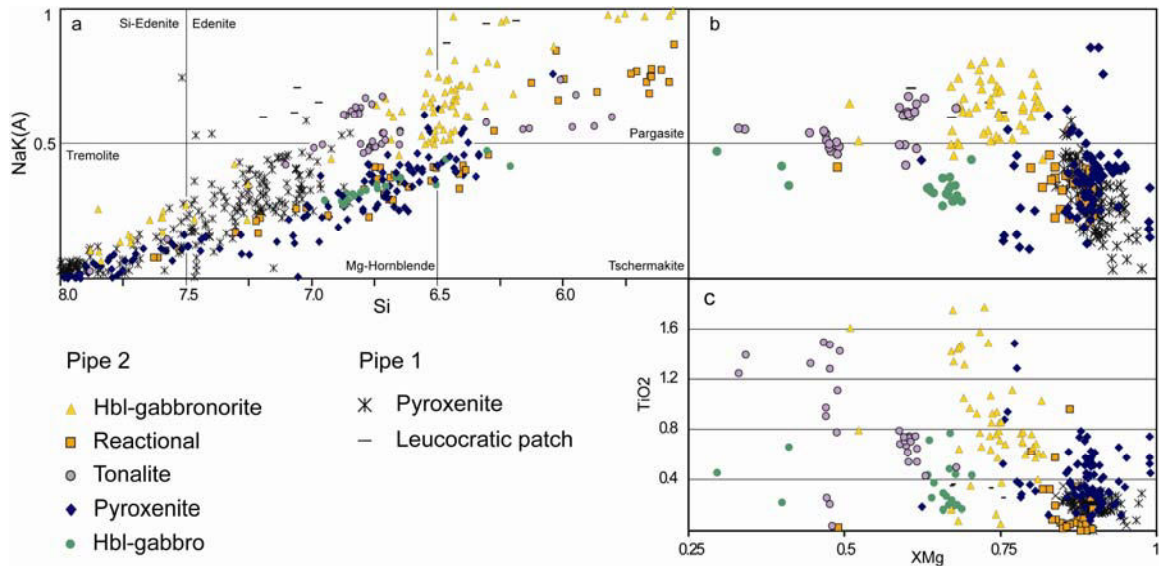 a
Si-Edenite
Edenite
Tremolite
Mg-Hornblende
Tschermakite
Pargasite
NaK(A)
1
0.5
0
8.0
7.5
7.0
6.5
6.0
Si
b
c
TiO2
1.6
1.2
0.8
0.4
0.25
0.5
0.75
1
XMg
Pipe 2
Hbl-gabbronorite
Reactional
Tonalite
Pyroxenite
Hbl-gabbro
Pipe 1
Pyroxenite
Leucocratic patch